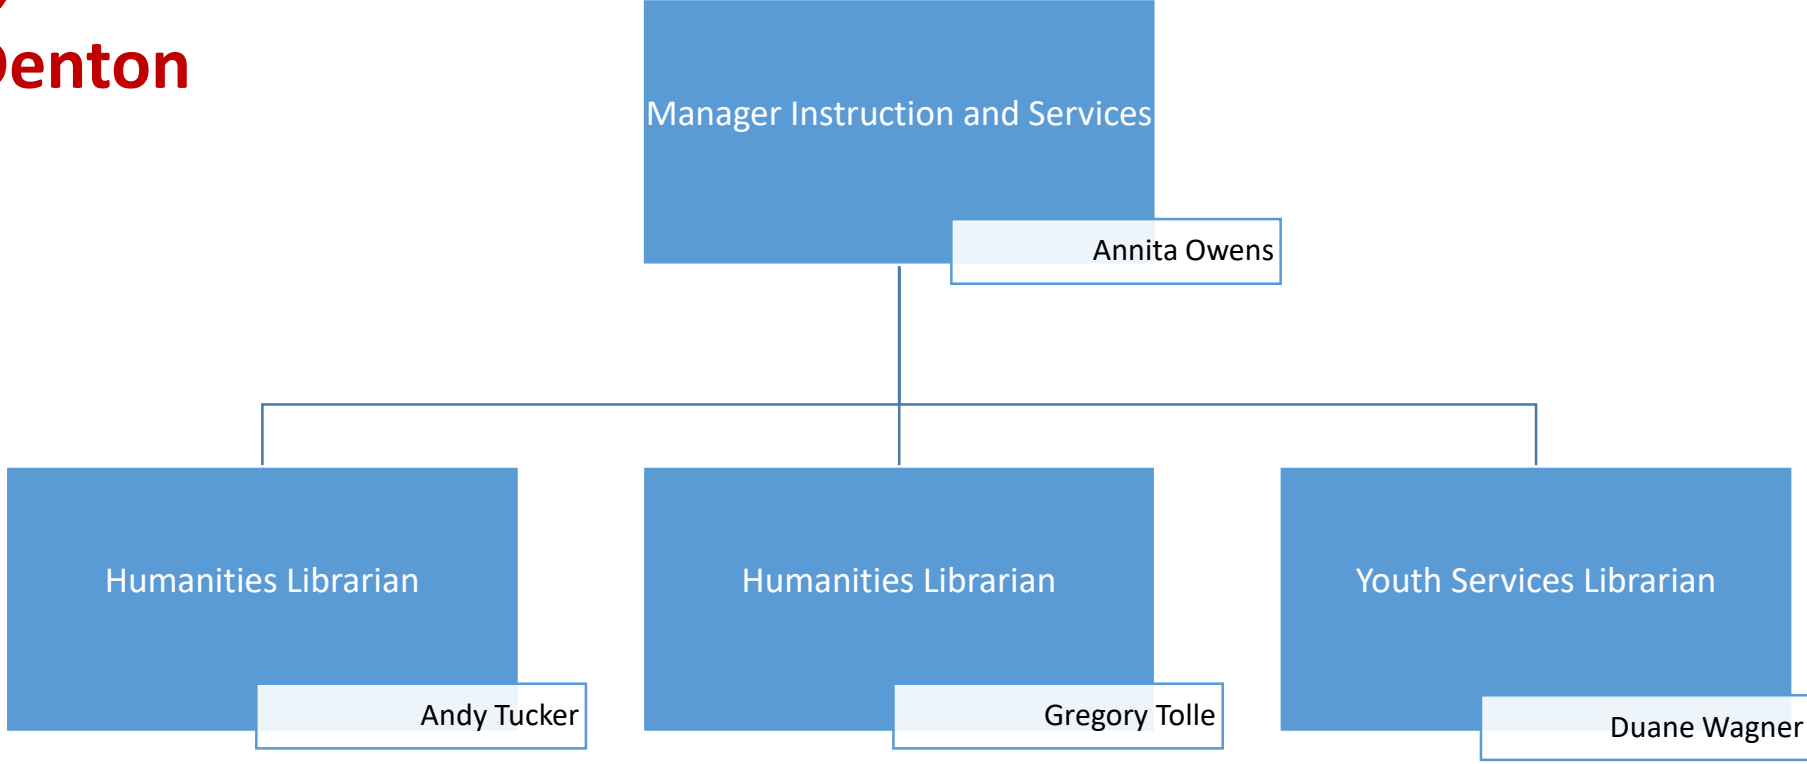 Denton
Manager Instruction and Services
Annita Owens
Humanities Librarian
Andy Tucker
Humanities Librarian
Gregory Tolle
Youth Services Librarian
Duane Wagner